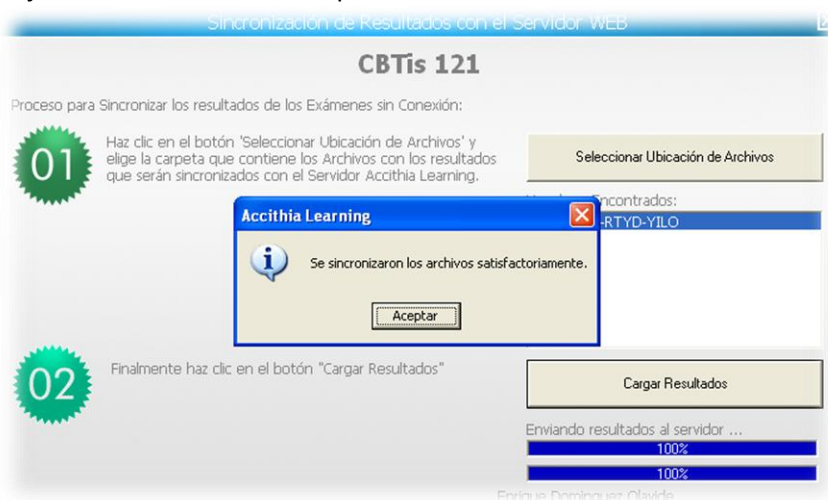 Sincronización de Resultados con el Servidor WEB
CBTis 121
Proceso para Sincronizar los resultados de los Exámenes sin Conexión:
01
Haz clic en el botón 'Seleccionar Ubicación de Archivos' y
elige la carpeta que contiene los Archivos con los resultados
que serán sincronizados con el Servidor Accithia Learning.
Seleccionar Ubicación de Archivos
Encontrados:
-RTYD-YILO
Accithia Learning
Se sincronizaron los archivos satisfactoriamente.
Aceptar
02
Finalmente haz clic en el botón "Cargar Resultados"
Cargar Resultados
Enviando resultados al servidor ...
100%
100%
Enrique Dominguez Olavide